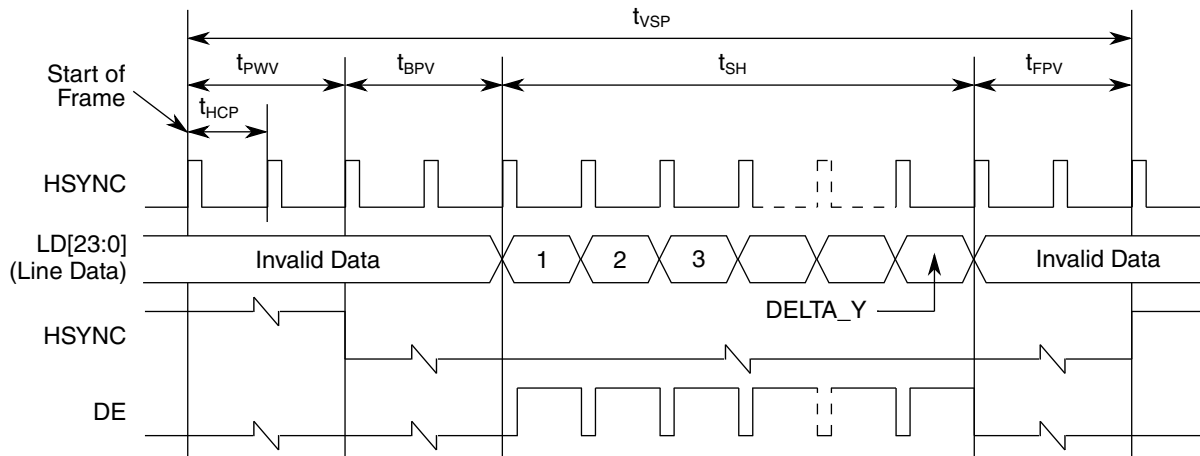 tVSP
tPWV
tBPV
tSH
tFPV
Start of
Frame
tHCP
HSYNC
LD[23:0]
(Line Data)
Invalid Data
1
2
3
Invalid Data
DELTA_Y
HSYNC
DE